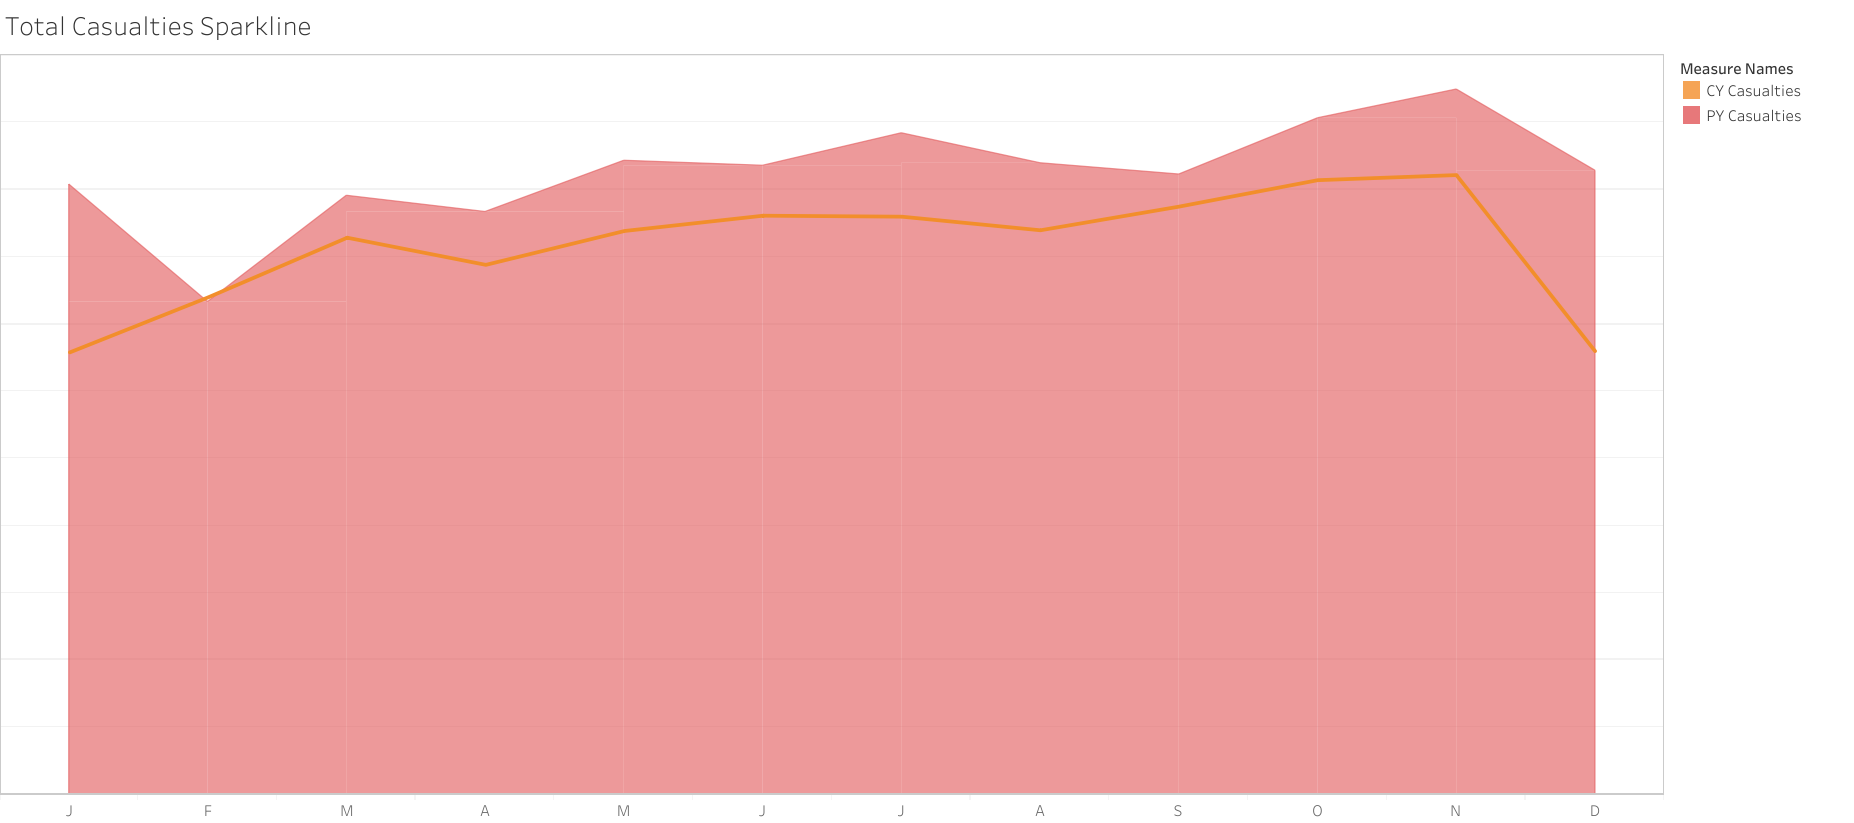 Total Casualties Sparkline
Measure Names
CY Casualties
PY Casualties
J F M A M J J A S O N D